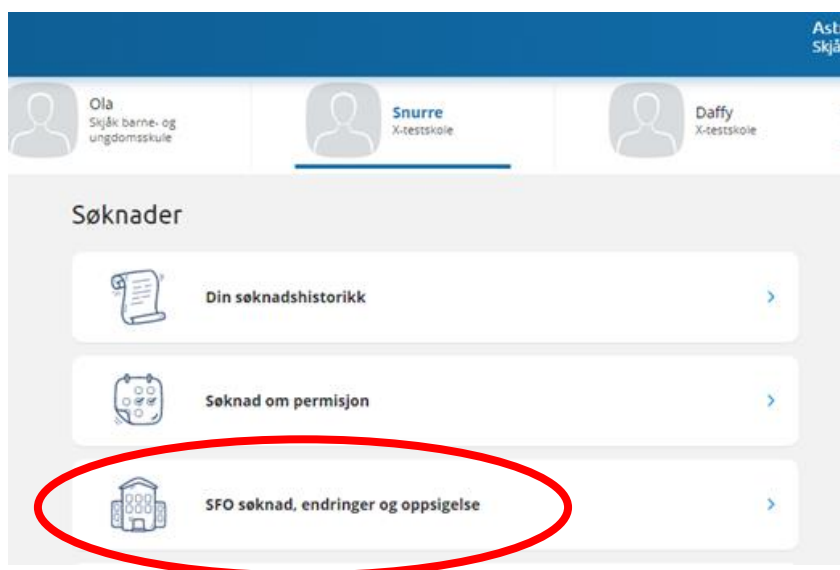 Ola
Skjåk barne- og
ungdomsskule
Snurre
X-testskole
Daffy
X-testskole
Søknader
Din søknadshistorikk
Søknad om permisjon
SFO søknad, endringer og oppsigelse